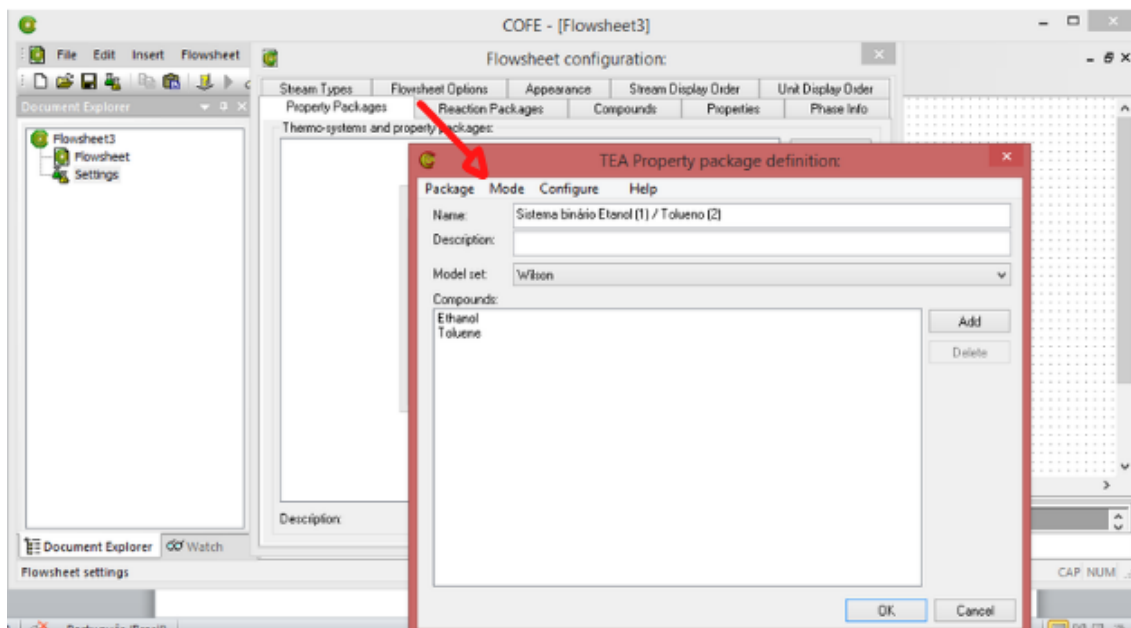 COFE - [Flowsheet3]
File Edit Insert Flowsheet
Flowsheet configuration:
Document Explorer
Stream Types Flowsheet Options Appearance Stream Display Order Unit Display Order
Property Packages Reaction Packages Compounds Properties Phase Info
Thermo-systems and property packages:
Flowsheet3
Flowsheet
Settings
TEA Property package definition:
Package Mode Configure Help
Name: Sistema binário Etanol (1) / Tolueno (2)
Description:
Model set: Wilson
Compounds:
Ethanol
Toluene
Add
Delete
Description:
Document Explorer Watch
Flowsheet settings
CAP NUM
OK Cancel